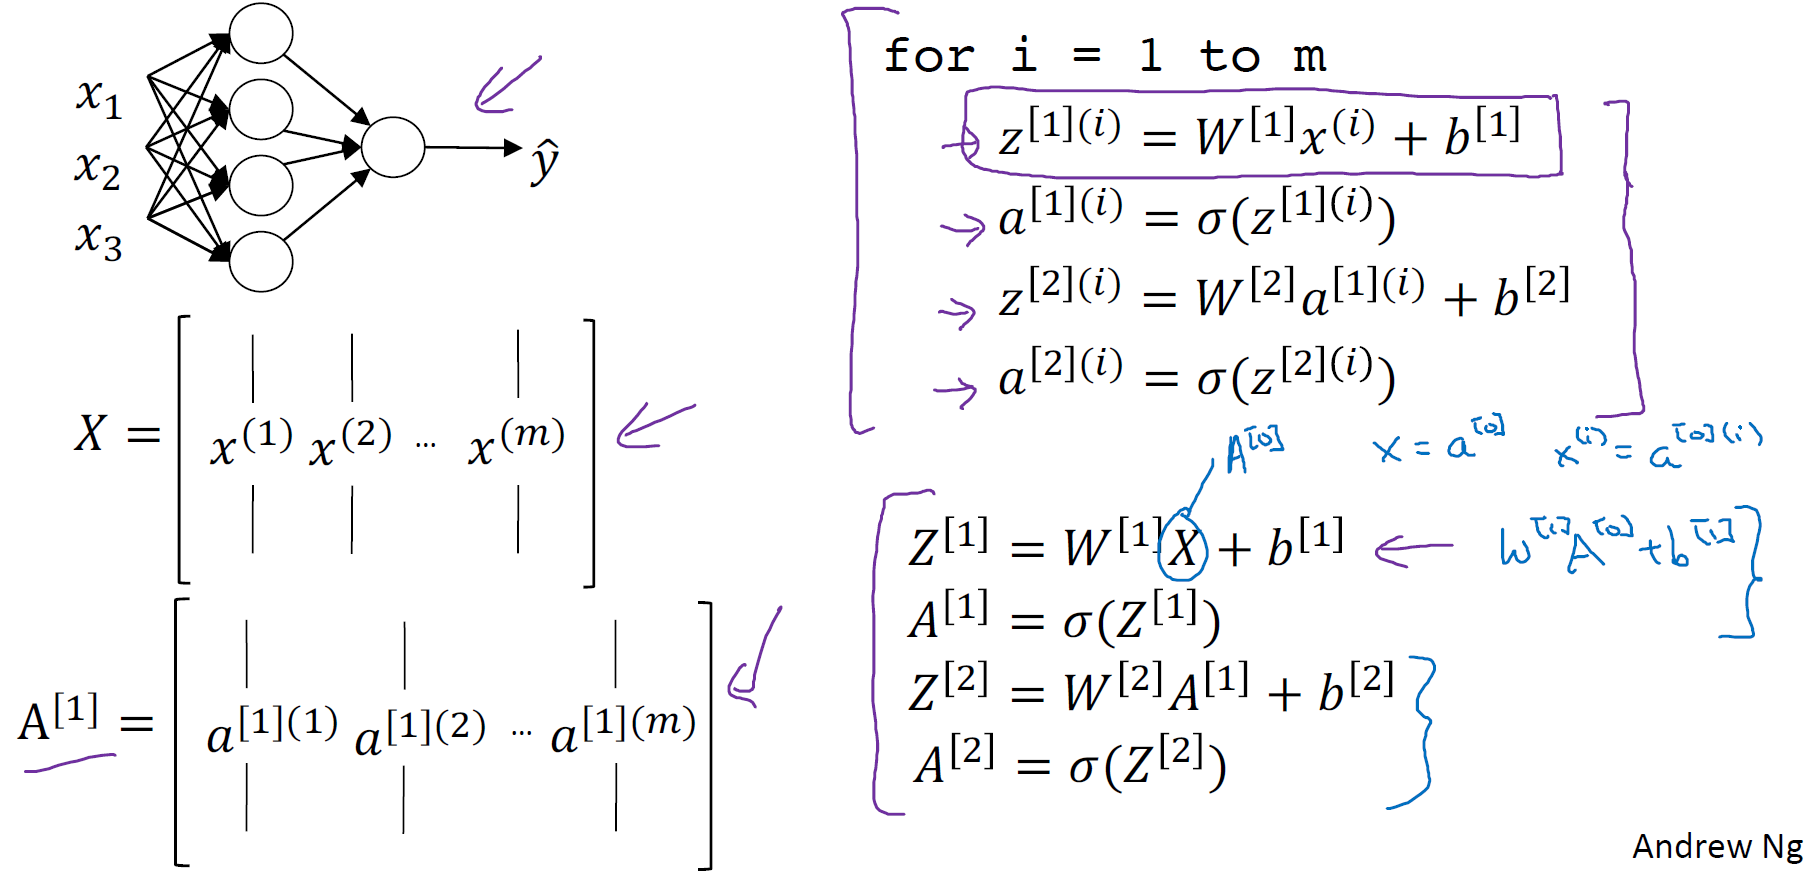 x₁
x₂
x₃
ŷ
X = [ x⁽¹⁾ x⁽²⁾ ... x⁽ᵐ⁾ ]
A^[1] = [ a^[1](1) a^[1](2) ... a^[1](m) ]
for i = 1 to m
z^[1](i) = W^[1]x^(i) + b^[1]
a^[1](i) = σ(z^[1](i))
z^[2](i) = W^[2]a^[1](i) + b^[2]
a^[2](i) = σ(z^[2](i))
A^[0] x = a^[0] x^(i) = a^[0](i)
Z^[1] = W^[1]X + b^[1] W^[1]A^[0] + b^[1]
A^[1] = σ(Z^[1])
Z^[2] = W^[2]A^[1] + b^[2]
A^[2] = σ(Z^[2])
Andrew Ng